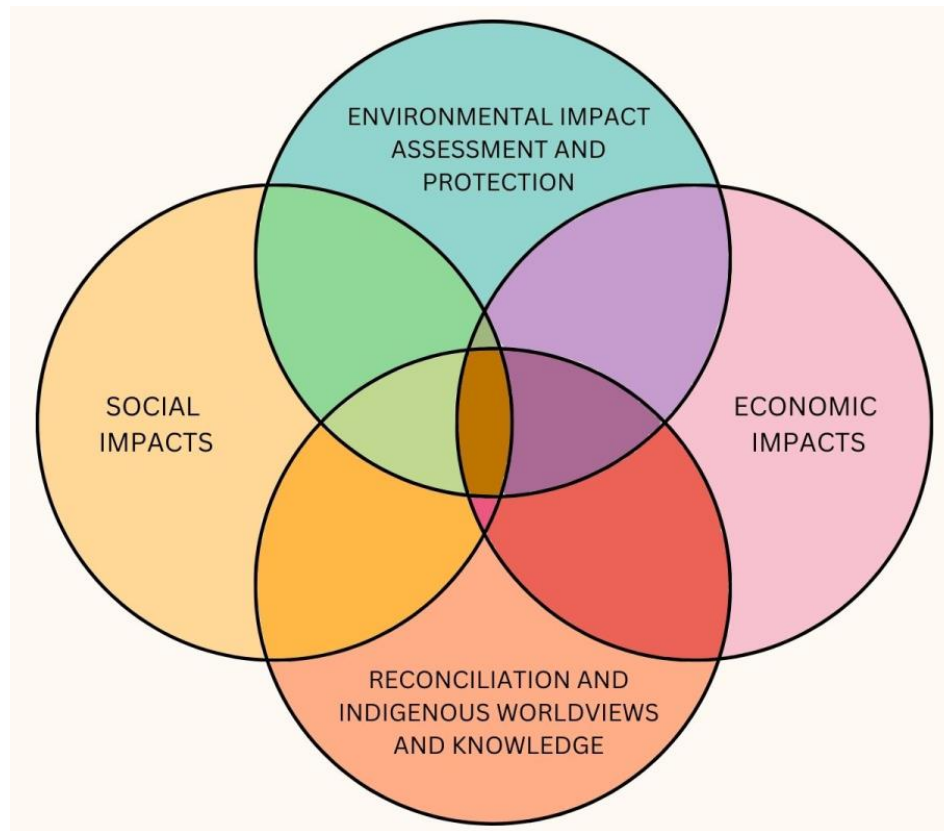 ENVIRONMENTAL IMPACT
ASSESSMENT AND
PROTECTION
SOCIAL
IMPACTS
ECONOMIC
IMPACTS
RECONCILIATION AND
INDIGENOUS WORLDVIEWS
AND KNOWLEDGE